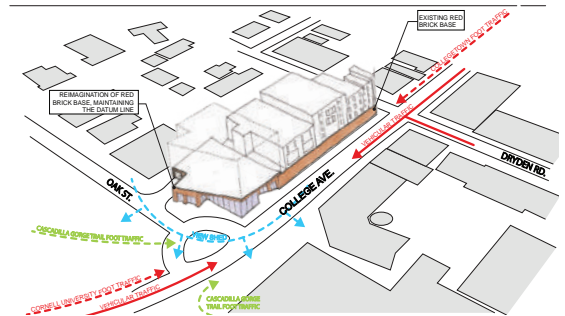 EXISTING RED
BRICK BASE
COLLEGETOWN FOOT TRAFFIC
REIMAGINATION OF RED
BRICK BASE, MAINTAINING
THE DATUM LINE
VEHICULAR TRAFFIC
DRYDEN RD.
OAK ST.
COLLEGE AVE.
CASCADILLA GORGE TRAIL FOOT TRAFFIC
VIEW SHED
CORNELL UNIVERSITY FOOT TRAFFIC
VEHICULAR TRAFFIC
CASCADILLA GORGE
TRAIL FOOT TRAFFIC